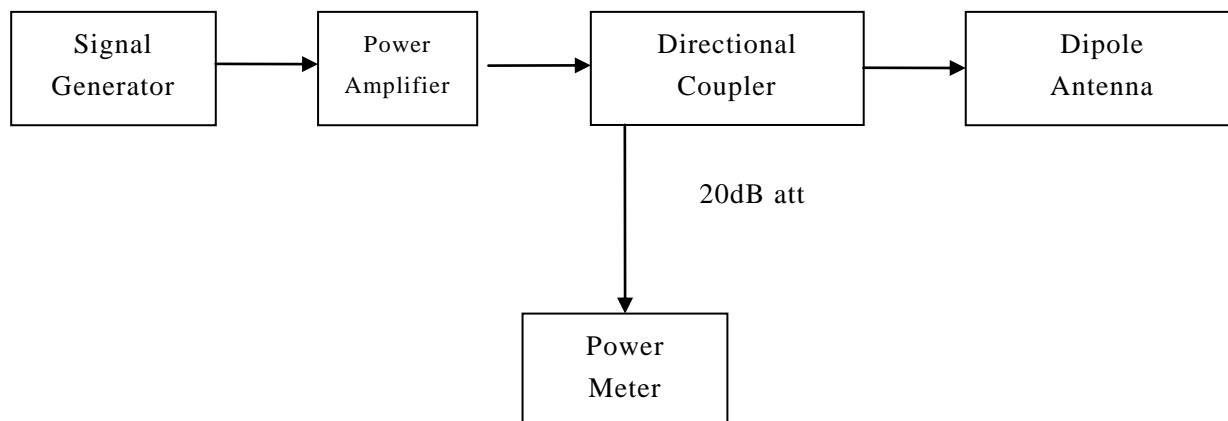 Signal
Generator
Power
Amplifier
Directional
Coupler
Dipole
Antenna
20dB att
Power
Meter